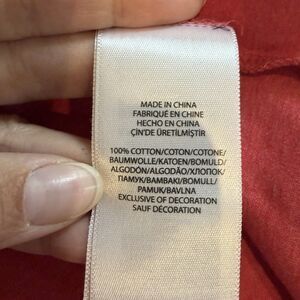 MADE IN CHINA
FABRIQUÉ EN CHINE
HECHO EN CHINA
ÇİN'DE ÜRETİLMİŞTİR
100% COTTON/COTON/COTONE/
BAUMWOLLE/KATOEN/BOMULD/
ALGODÓN/ALGODÃO/ХЛОПОК/
ПАМУК/BAMBAKI/BOMULL/
PAMUK/BAVLNA
EXCLUSIVE OF DECORATION
SAUF DÉCORATION